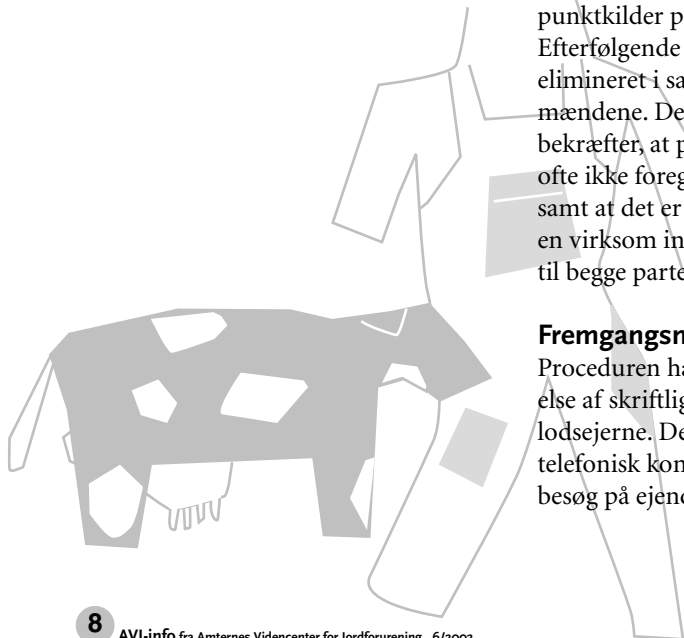 punktkilder p
Efterfølgende
elimineret i sa
mændene. De
bekræfter, at p
ofte ikke foreg
samt at det er
en virksom in
til begge parte
Fremgangsm
Proceduren ha
else af skriftlig
lodsejerne. De
telefonisk kon
besøg på ejend
8 AVJ-info fra Amternes Videncenter for Jordforurening 6/2002